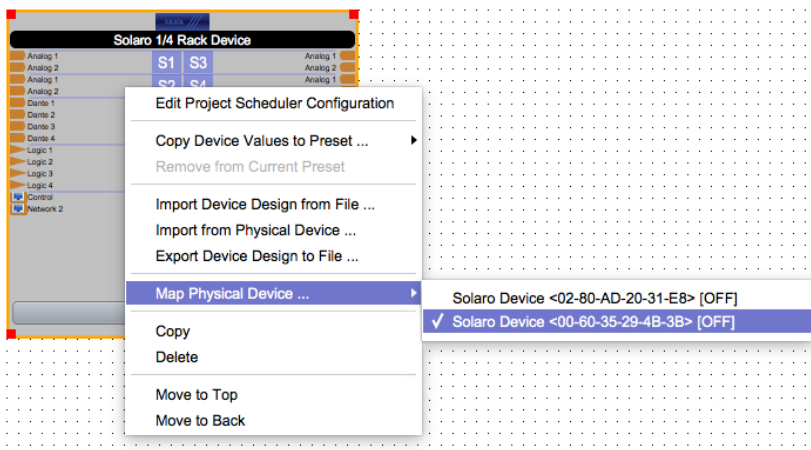 Solaro 1/4 Rack Device
Analog 1 S1 S3 Analog 1
Analog 2 Analog 2
Analog 1 S2 S4 Analog 1
Analog 2
Dante 1
Dante 2
Dante 3
Dante 4
Logic 1
Logic 2
Logic 3
Logic 4
Control
Network 2
Edit Project Scheduler Configuration
Copy Device Values to Preset ...
Remove from Current Preset
Import Device Design from File ...
Import from Physical Device ...
Export Device Design to File ...
Map Physical Device ...
Solaro Device <02-80-AD-20-31-E8> [OFF]
✓ Solaro Device <00-60-35-29-4B-3B> [OFF]
Copy
Delete
Move to Top
Move to Back